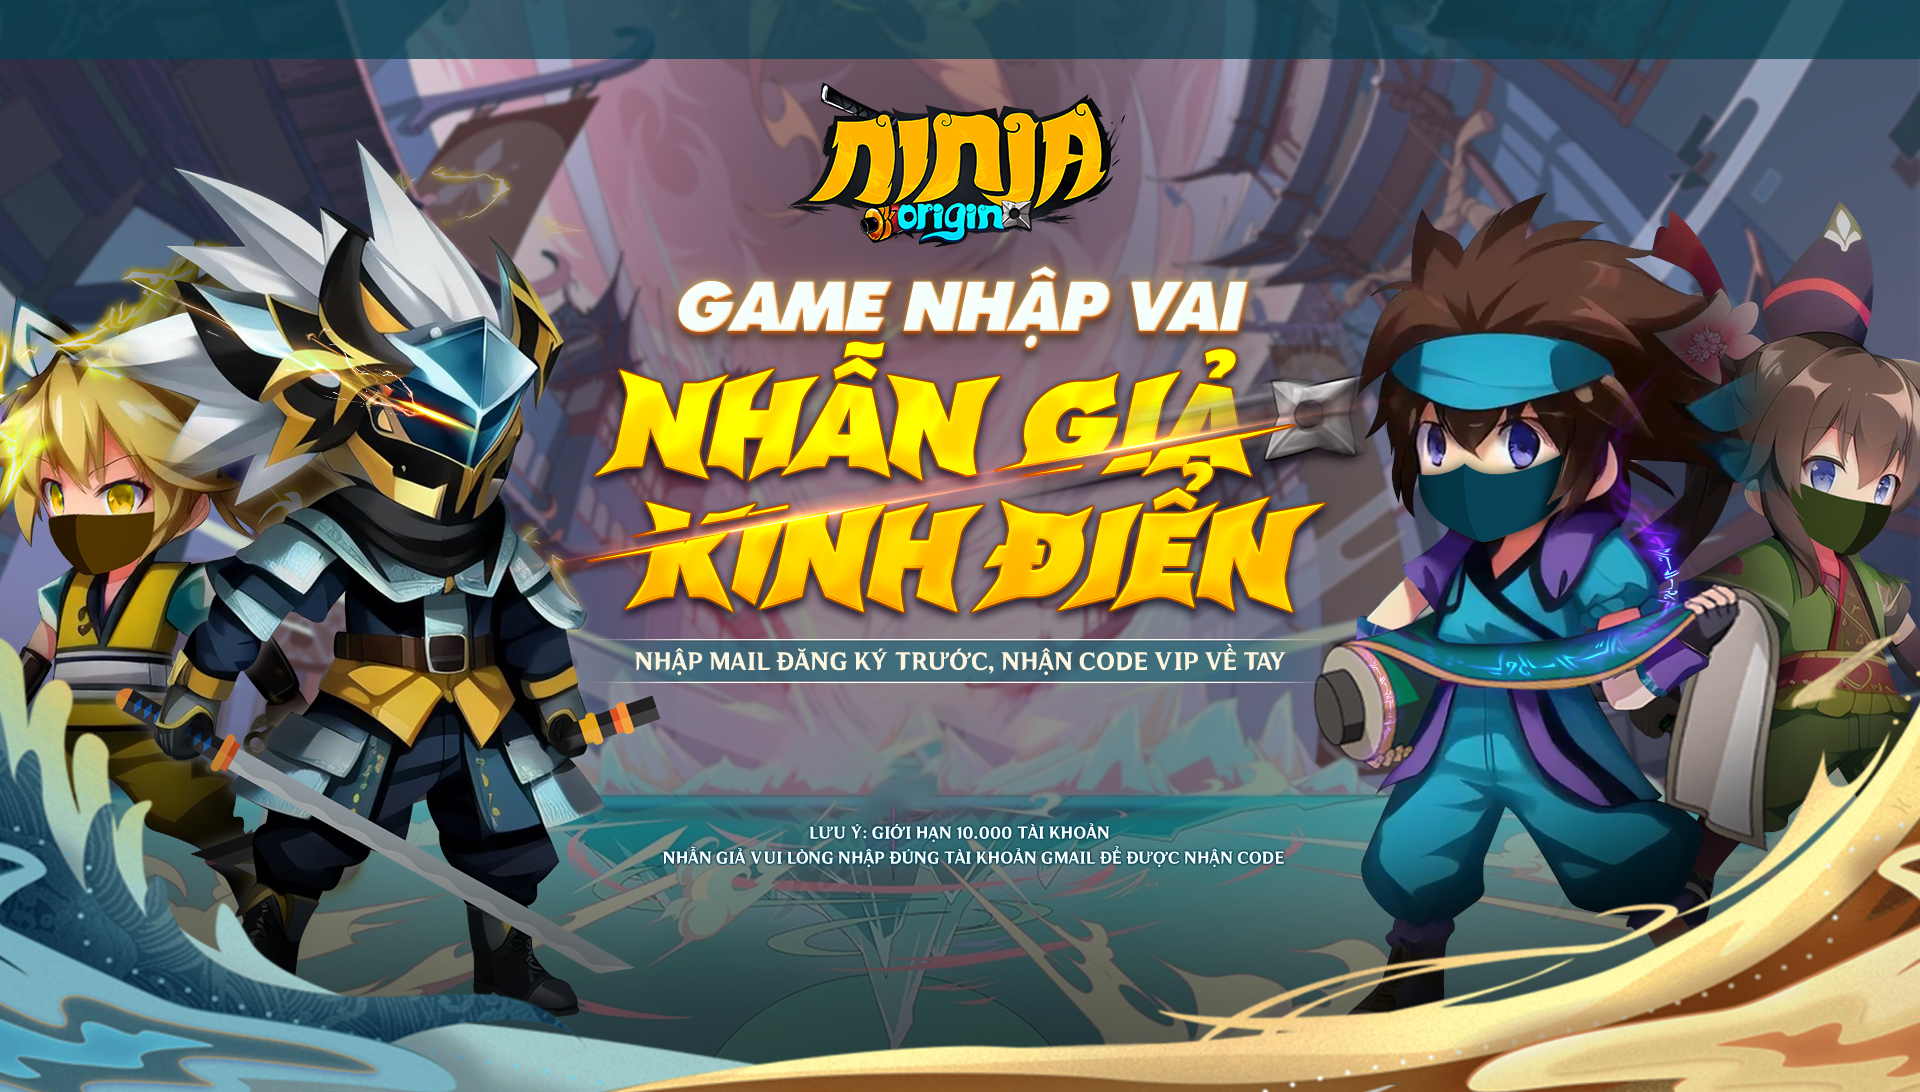 NINJA
origin
GAME NHẬP VAI
NHẪN GIẢ
KINH ĐIỂN
NHẬP MAIL ĐĂNG KÝ TRƯỚC, NHẬN CODE VIP VỀ TAY
LƯU Ý: GIỚI HẠN 10.000 TÀI KHOẢN
NHẪN GIẢ VUI LÒNG NHẬP ĐÚNG TÀI KHOẢN GMAIL ĐỂ ĐƯỢC NHẬN CODE